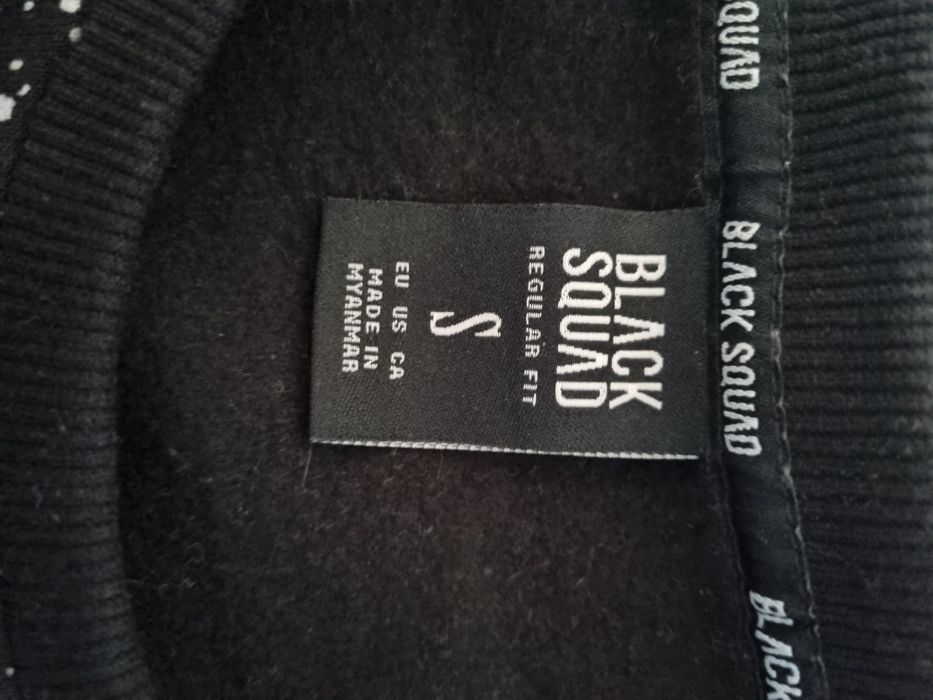 BLACK
SQUAD
REGULAR FIT
S
EU US CA
MADE IN
MYANMAR
SQUAD
BLACK SQUAD
BLACK